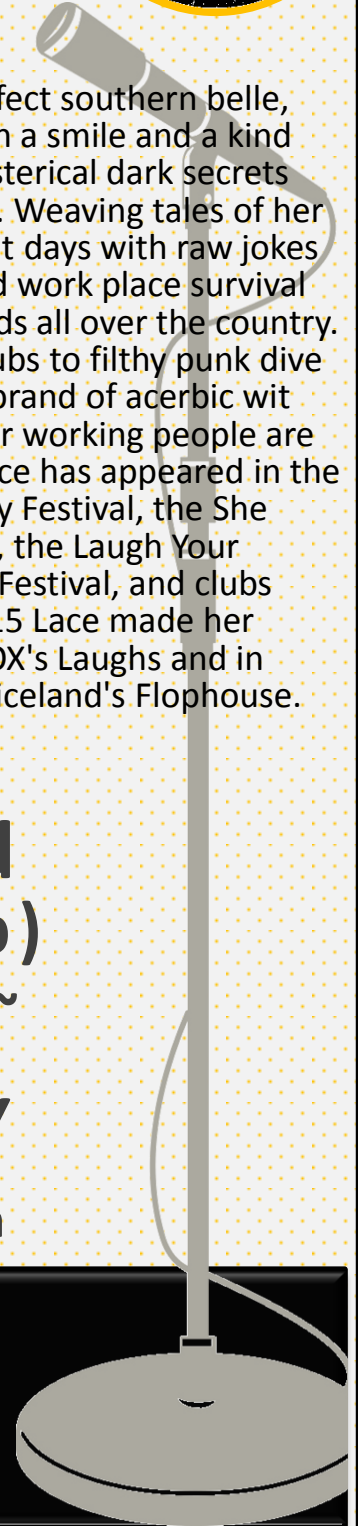 fect southern belle,
a smile and a kind
sterical dark secrets
. Weaving tales of her
t days with raw jokes
d work place survival
ds all over the country.
ubs to filthy punk dive
brand of acerbic wit
r working people are
ce has appeared in the
y Festival, the She
, the Laugh Your
Festival, and clubs
15 Lace made her
OX's Laughs and in
iceland's Flophouse.
)
~